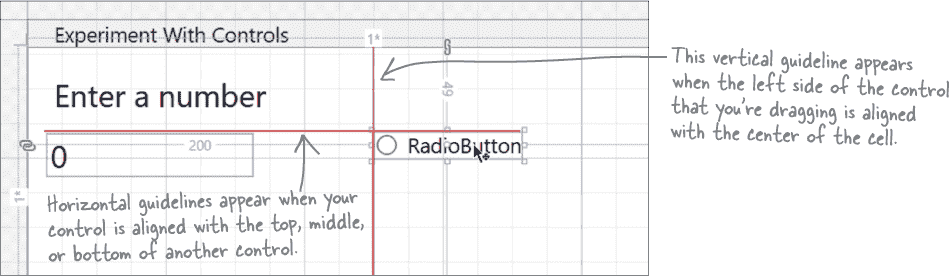 Experiment With Controls
1*
Enter a number
49
0
200
RadioButton
1*
This vertical guideline appears
when the left side of the control
that you're dragging is aligned
with the center of the cell.
Horizontal guidelines appear when your
control is aligned with the top, middle,
or bottom of another control.